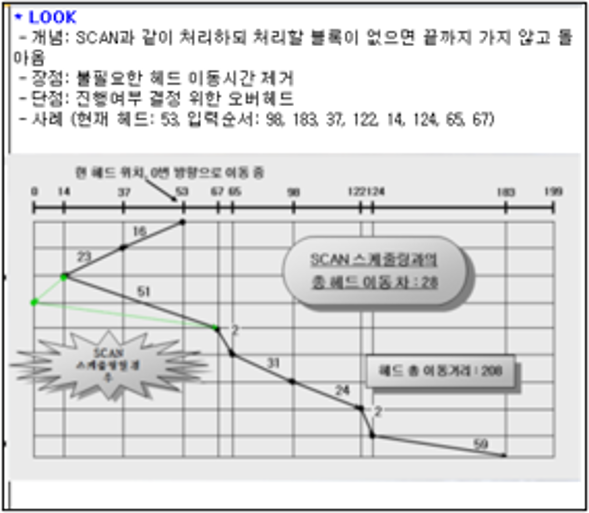 * LOOK
- 개념: SCAN과 같이 처리하되 처리할 블록이 없으면 끝까지 가지 않고 돌
아옴
- 장점: 불필요한 헤드 이동시간 제거
- 단점: 진행여부 결정 위한 오버헤드
- 사례 (현재 헤드: 53, 입력순서: 98, 183, 37, 122, 14, 124, 65, 67)
현 헤드 위치, 0번 방향으로 이동 중
0 14 37 53 67 65 98 122 124 183 199
16
23
SCAN 스케줄링과의
총 헤드 이동 차 : 28
51
2
SCAN
스케줄링일 경
우
31
헤드 총 이동거리 : 208
24
2
59